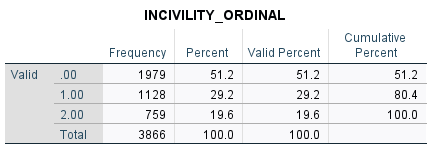 INCIVILITY_ORDINAL
Frequency Percent Valid Percent Cumulative Percent
Valid .00 1979 51.2 51.2 51.2
1.00 1128 29.2 29.2 80.4
2.00 759 19.6 19.6 100.0
Total 3866 100.0 100.0